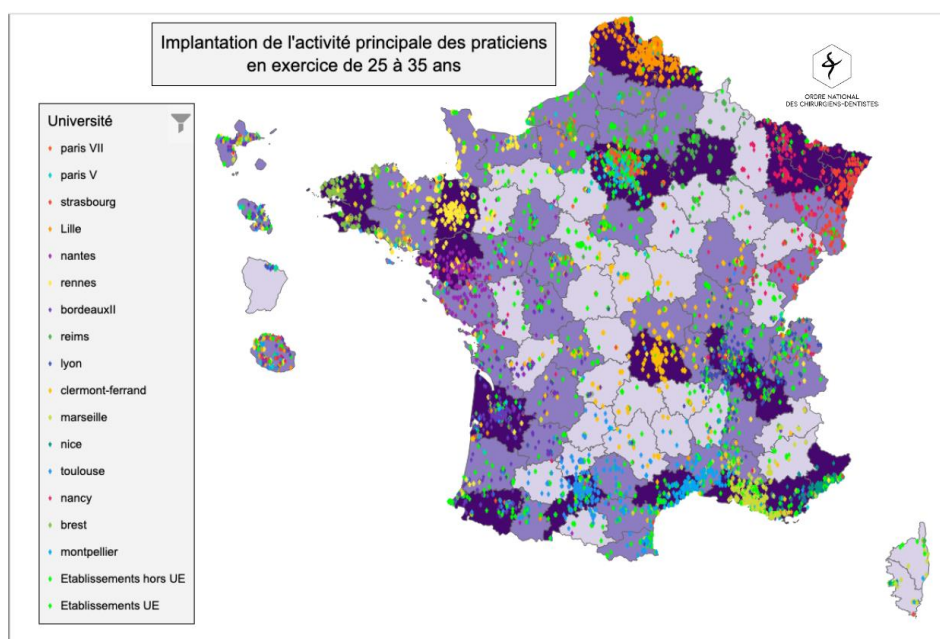 Implantation de l'activité principale des praticiens
en exercice de 25 à 35 ans
ORDRE NATIONAL
DES CHIRURGIENS-DENTISTES
Université
paris VII
paris V
strasbourg
Lille
nantes
rennes
bordeauxII
reims
lyon
clermont-ferrand
marseille
nice
toulouse
nancy
brest
montpellier
Etablissements hors UE
Etablissements UE